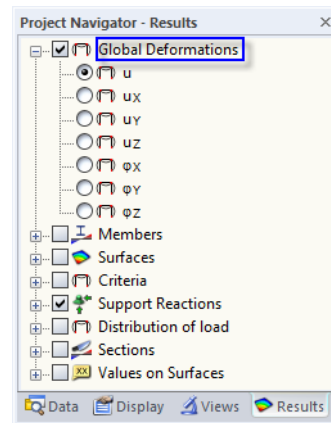 Project Navigator - Results
Global Deformations
u
uX
uY
uZ
φX
φY
φZ
Members
Surfaces
Criteria
Support Reactions
Distribution of load
Sections
xx Values on Surfaces
Data Display Views Results